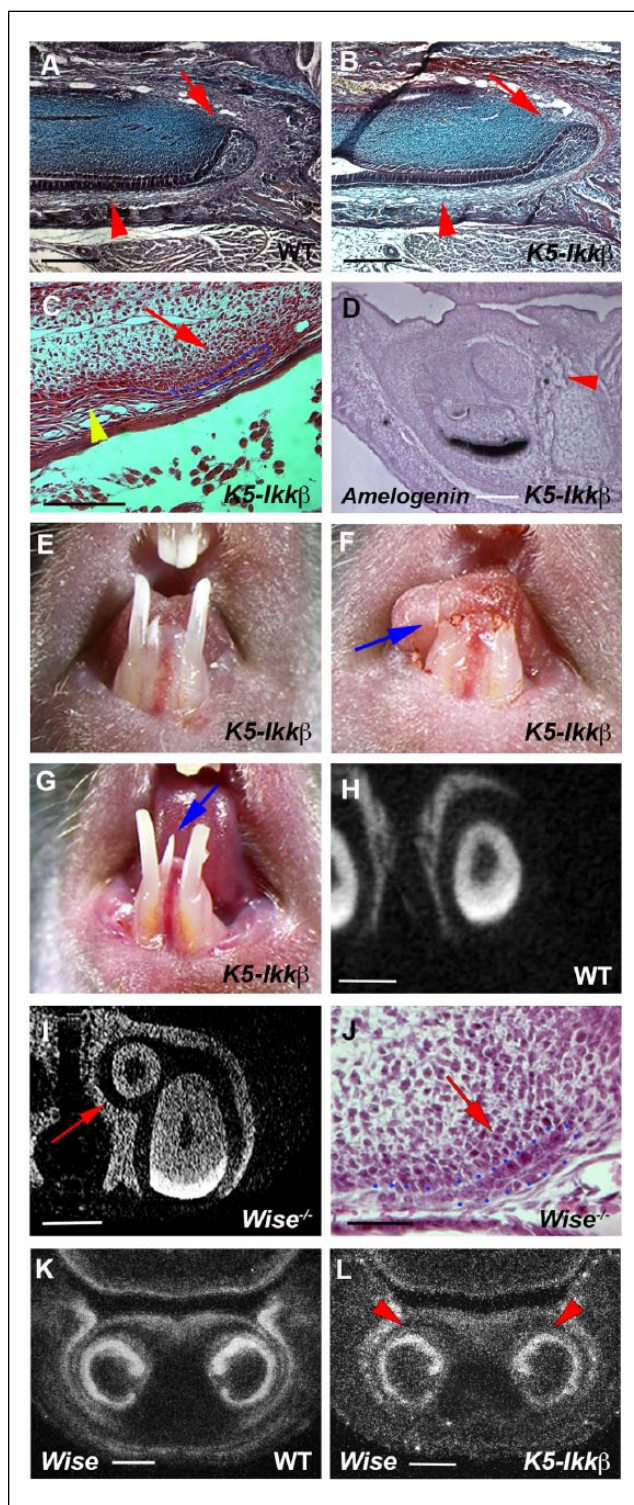 A
WT
B
K5-Ikkβ
C
K5-Ikkβ
D
Amelogenin
K5-Ikkβ
E
K5-Ikkβ
F
K5-Ikkβ
G
K5-Ikkβ
H
WT
I
Wise-/-
J
Wise-/-
K
Wise
WT
L
Wise
K5-Ikkβ